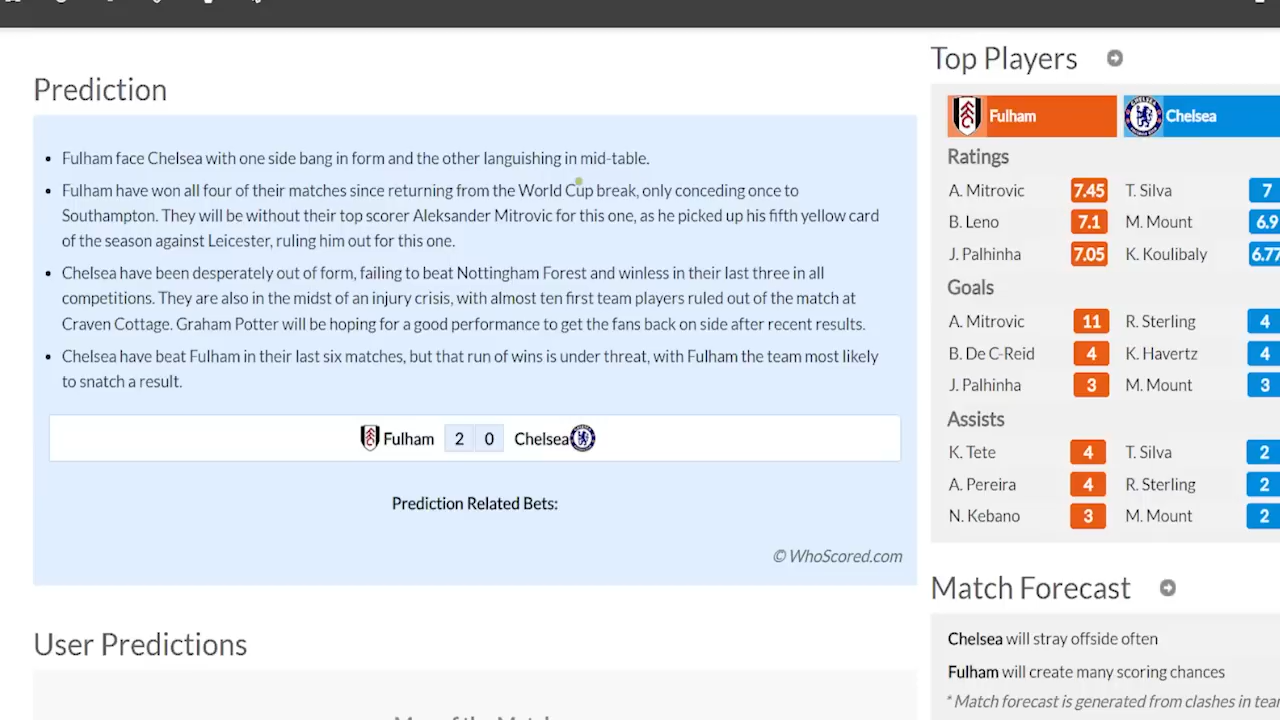 Prediction
Fulham face Chelsea with one side bang in form and the other languishing in mid-table.
Fulham have won all four of their matches since returning from the World Cup break, only conceding once to
Southampton. They will be without their top scorer Aleksander Mitrovic for this one, as he picked up his fifth yellow card
of the season against Leicester, ruling him out for this one.
Chelsea have been desperately out of form, failing to beat Nottingham Forest and winless in their last three in all
competitions. They are also in the midst of an injury crisis, with almost ten first team players ruled out of the match at
Craven Cottage. Graham Potter will be hoping for a good performance to get the fans back on side after recent results.
Chelsea have beat Fulham in their last six matches, but that run of wins is under threat, with Fulham the team most likely
to snatch a result.
Fulham 2 0 Chelsea
Prediction Related Bets:
© WhoScored.com
User Predictions
Top Players
Fulham Chelsea
Ratings
A. Mitrovic 7.45 T. Silva 7
B. Leno 7.1 M. Mount 6.9
J. Palhinha 7.05 K. Koulibaly 6.77
Goals
A. Mitrovic 11 R. Sterling 4
B. De C-Reid 4 K. Havertz 4
J. Palhinha 3 M. Mount 3
Assists
K. Tete 4 T. Silva 2
A. Pereira 4 R. Sterling 2
N. Kebano 3 M. Mount 2
Match Forecast
Chelsea will stray offside often
Fulham will create many scoring chances
* Match forecast is generated from clashes in